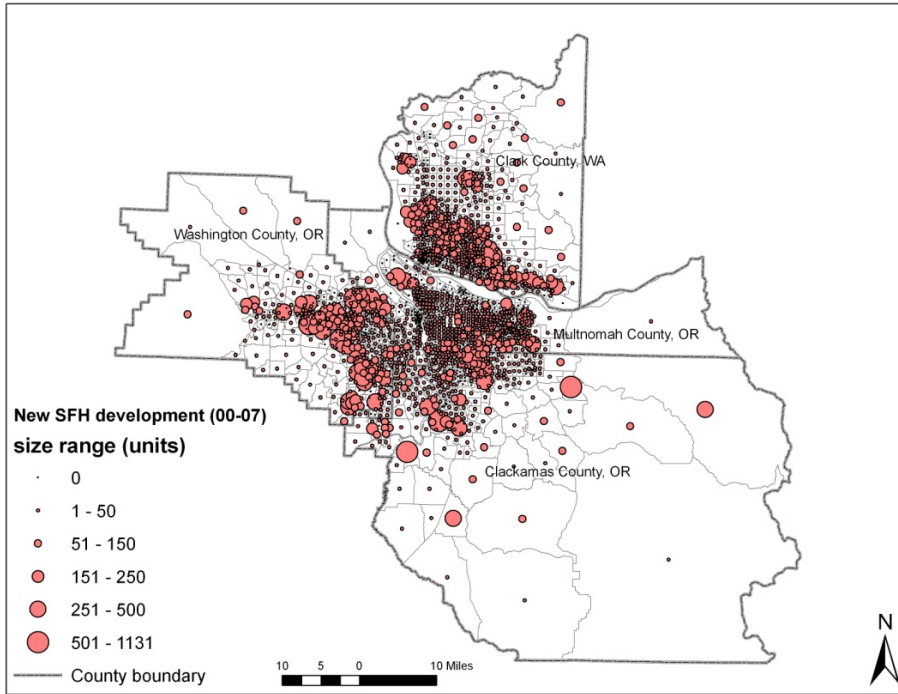 Clark County, WA
Washington County, OR
Multnomah County, OR
Clackamas County, OR
New SFH development (00-07)
size range (units)
0
1 - 50
51 - 150
151 - 250
251 - 500
501 - 1131
County boundary
10 5 0 10 Miles
N